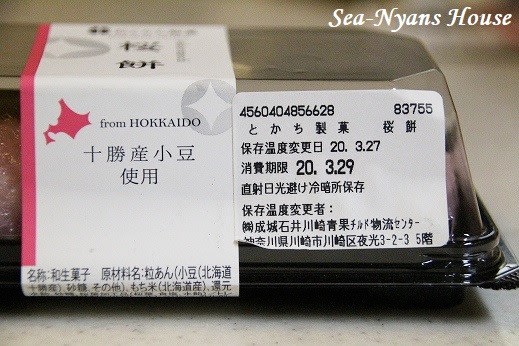 Sea-Nyans House
桜
餅
from HOKKAIDO
十勝産小豆
使用
4560404856628 83755
とかち製菓 桜餅
保存温度変更日 20. 3.27
消費期限 20. 3.29
直射日光避け冷暗所保存
保存温度変更者：
㈱成城石井川崎青果チルド物流センター
神奈川県川崎市川崎区夜光3-2-3 5階
名称:和生菓子 原材料名:粒あん(小豆(北海道
十勝産)、砂糖、その他)、もち米(北海道産)、還元